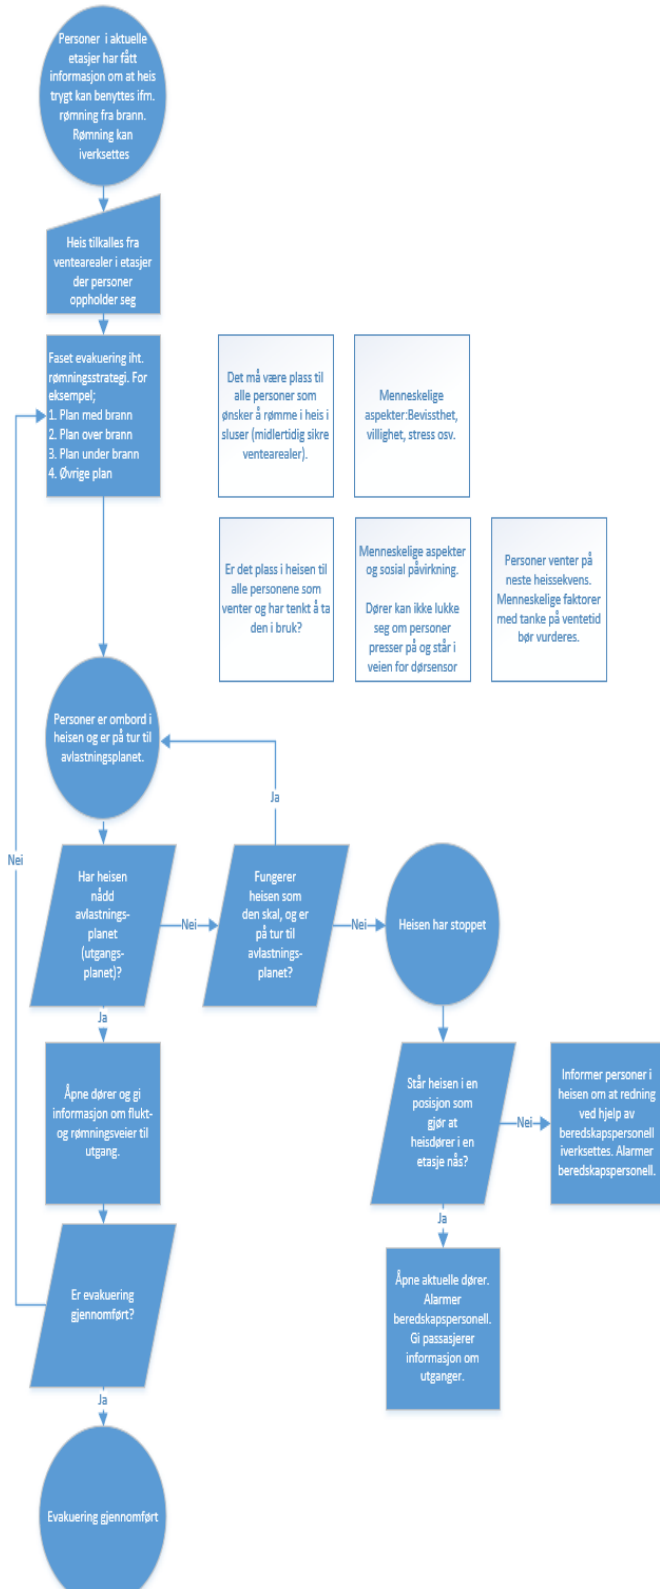 Personer i aktuelle
etasjer har fått
informasjon om at heis
trygt kan benyttes ifm.
rømning fra brann.
Rømning kan
iverksettes
Heis tilkalles fra
ventearealer i etasjer
der personer
oppholder seg
Faset evakuering iht.
rømningsstrategi. For
eksempel;
1. Plan med brann
2. Plan over brann
3. Plan under brann
4. Øvrige plan
Det må være plass til
alle personer som
ønsker å rømme i heis i
sluser (midlertidig sikre
ventearealer).
Menneskelige
aspekter:Bevissthet,
villighet, stress osv.
Er det plass i heisen til
alle personene som
venter og har tenkt å ta
den i bruk?
Menneskelige aspekter
og sosial påvirkning.
Dører kan ikke lukke
seg om personer
presser på og står i
veien for dørsensor
Personer venter på
neste heissekvens.
Menneskelige faktorer
med tanke på ventetid
bør vurderes.
Personer er ombord i
heisen og er på tur til
avlastningsplanet.
Ja
Nei
Har heisen
nådd
avlastnings-
planet
(utgangs-
planet)?
Nei
Fungerer
heisen som
den skal, og er
på tur til
avlastnings-
planet?
Nei
Heisen har stoppet
Ja
Åpne dører og gi
informasjon om flukt-
og rømningsveier til
utgang.
Står heisen i en
posisjon som
gjør at
heisdører i en
etasje nås?
Nei
Informer personer i
heisen om at redning
ved hjelp av
beredskapspersonell
iverksettes. Alarmer
beredskapspersonell.
Ja
Er evakuering
gjennomført?
Åpne aktuelle dører.
Alarmer
beredskapspersonell.
Gi passasjerer
informasjon om
utganger.
Ja
Evakuering gjennomført